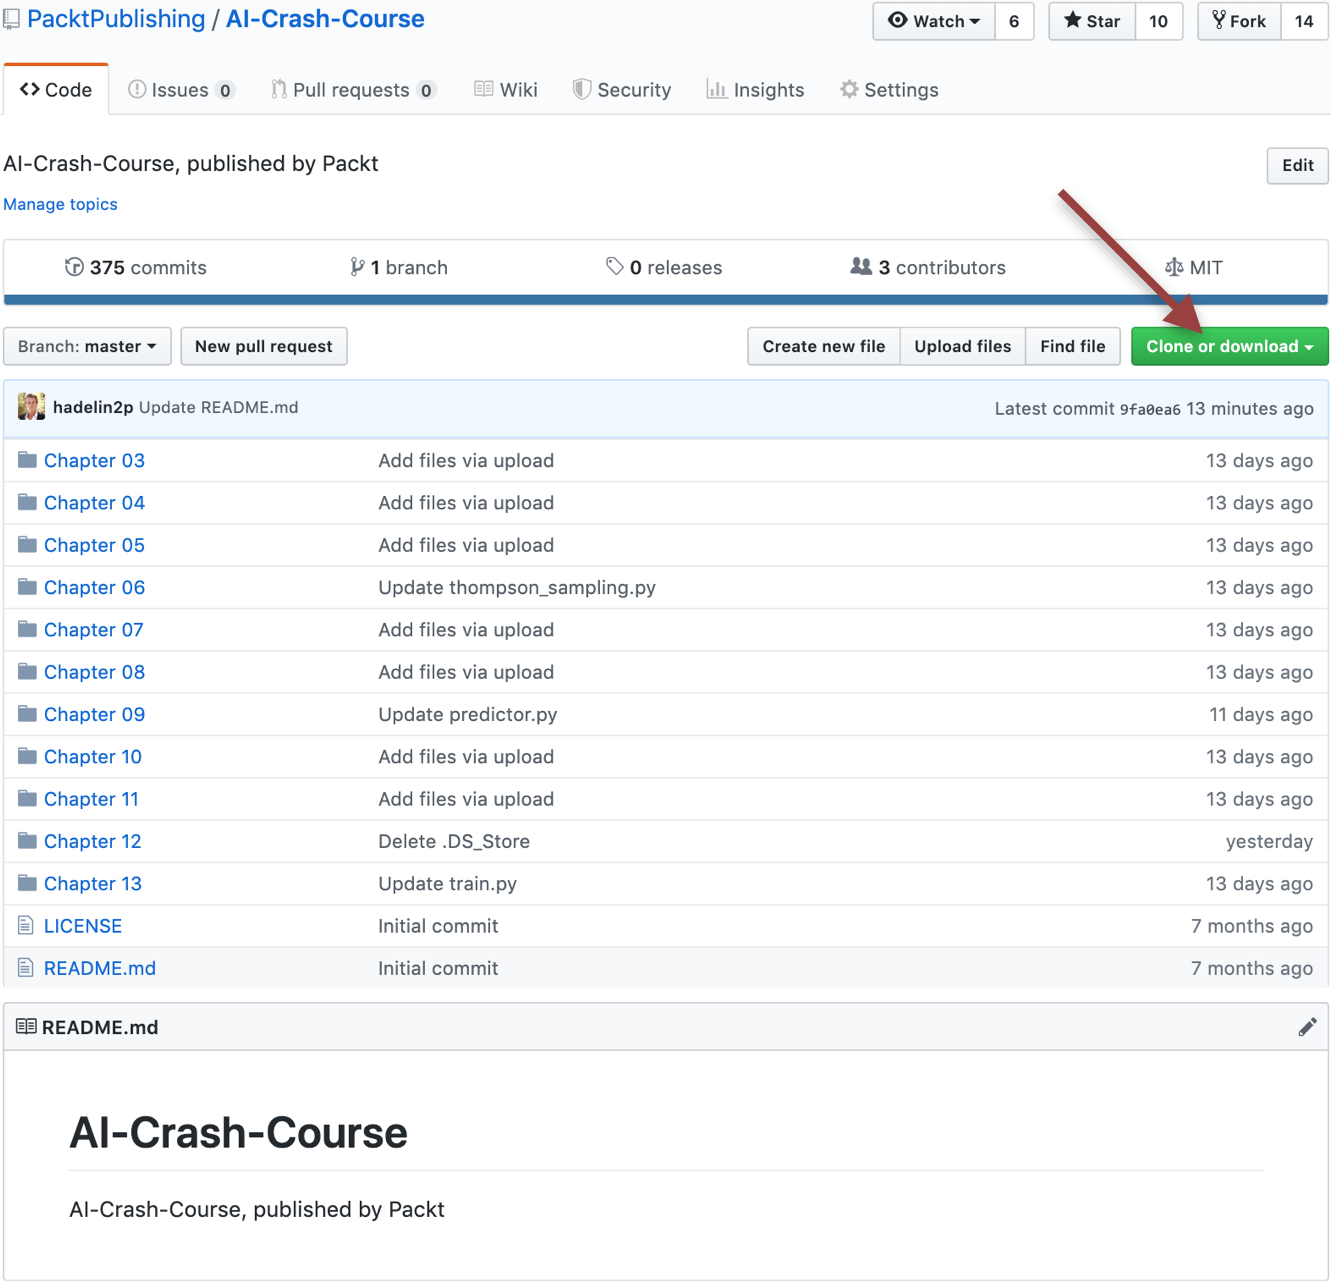 PacktPublishing / AI-Crash-Course
Watch 6 Star 10 Fork 14
Code Issues 0 Pull requests 0 Wiki Security Insights Settings
AI-Crash-Course, published by Packt
Edit
Manage topics
375 commits 1 branch 0 releases 3 contributors MIT
Branch: master New pull request Create new file Upload files Find file Clone or download
hadelin2p Update README.md Latest commit 9fa0ea6 13 minutes ago
Chapter 03 Add files via upload 13 days ago
Chapter 04 Add files via upload 13 days ago
Chapter 05 Add files via upload 13 days ago
Chapter 06 Update thompson_sampling.py 13 days ago
Chapter 07 Add files via upload 13 days ago
Chapter 08 Add files via upload 13 days ago
Chapter 09 Update predictor.py 11 days ago
Chapter 10 Add files via upload 13 days ago
Chapter 11 Add files via upload 13 days ago
Chapter 12 Delete .DS_Store yesterday
Chapter 13 Update train.py 13 days ago
LICENSE Initial commit 7 months ago
README.md Initial commit 7 months ago
README.md
AI-Crash-Course
AI-Crash-Course, published by Packt